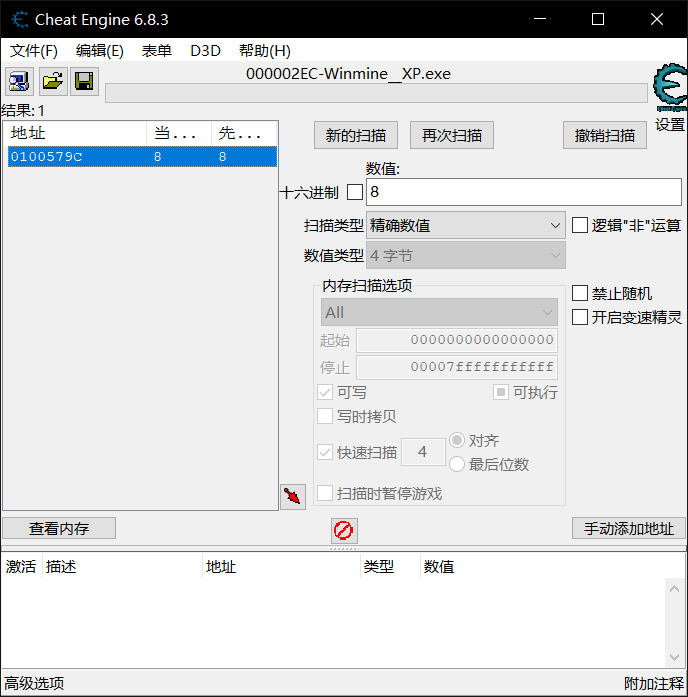 Cheat Engine 6.8.3
文件(F) 编辑(E) 表单 D3D 帮助(H)
000002EC-Winmine__XP.exe
结果: 1
设置
地址 当... 先...
0100579C 8 8
新的扫描 再次扫描 撤销扫描
数值:
十六进制 8
扫描类型 精确数值 逻辑"非"运算
数值类型 4 字节
内存扫描选项
All
禁止随机
开启变速精灵
起始 0000000000000000
停止 00007fffffffffff
可写 可执行
写时拷贝
快速扫描 4 对齐
最后位数
扫描时暂停游戏
查看内存 手动添加地址
激活 描述 地址 类型 数值
高级选项 附加注释